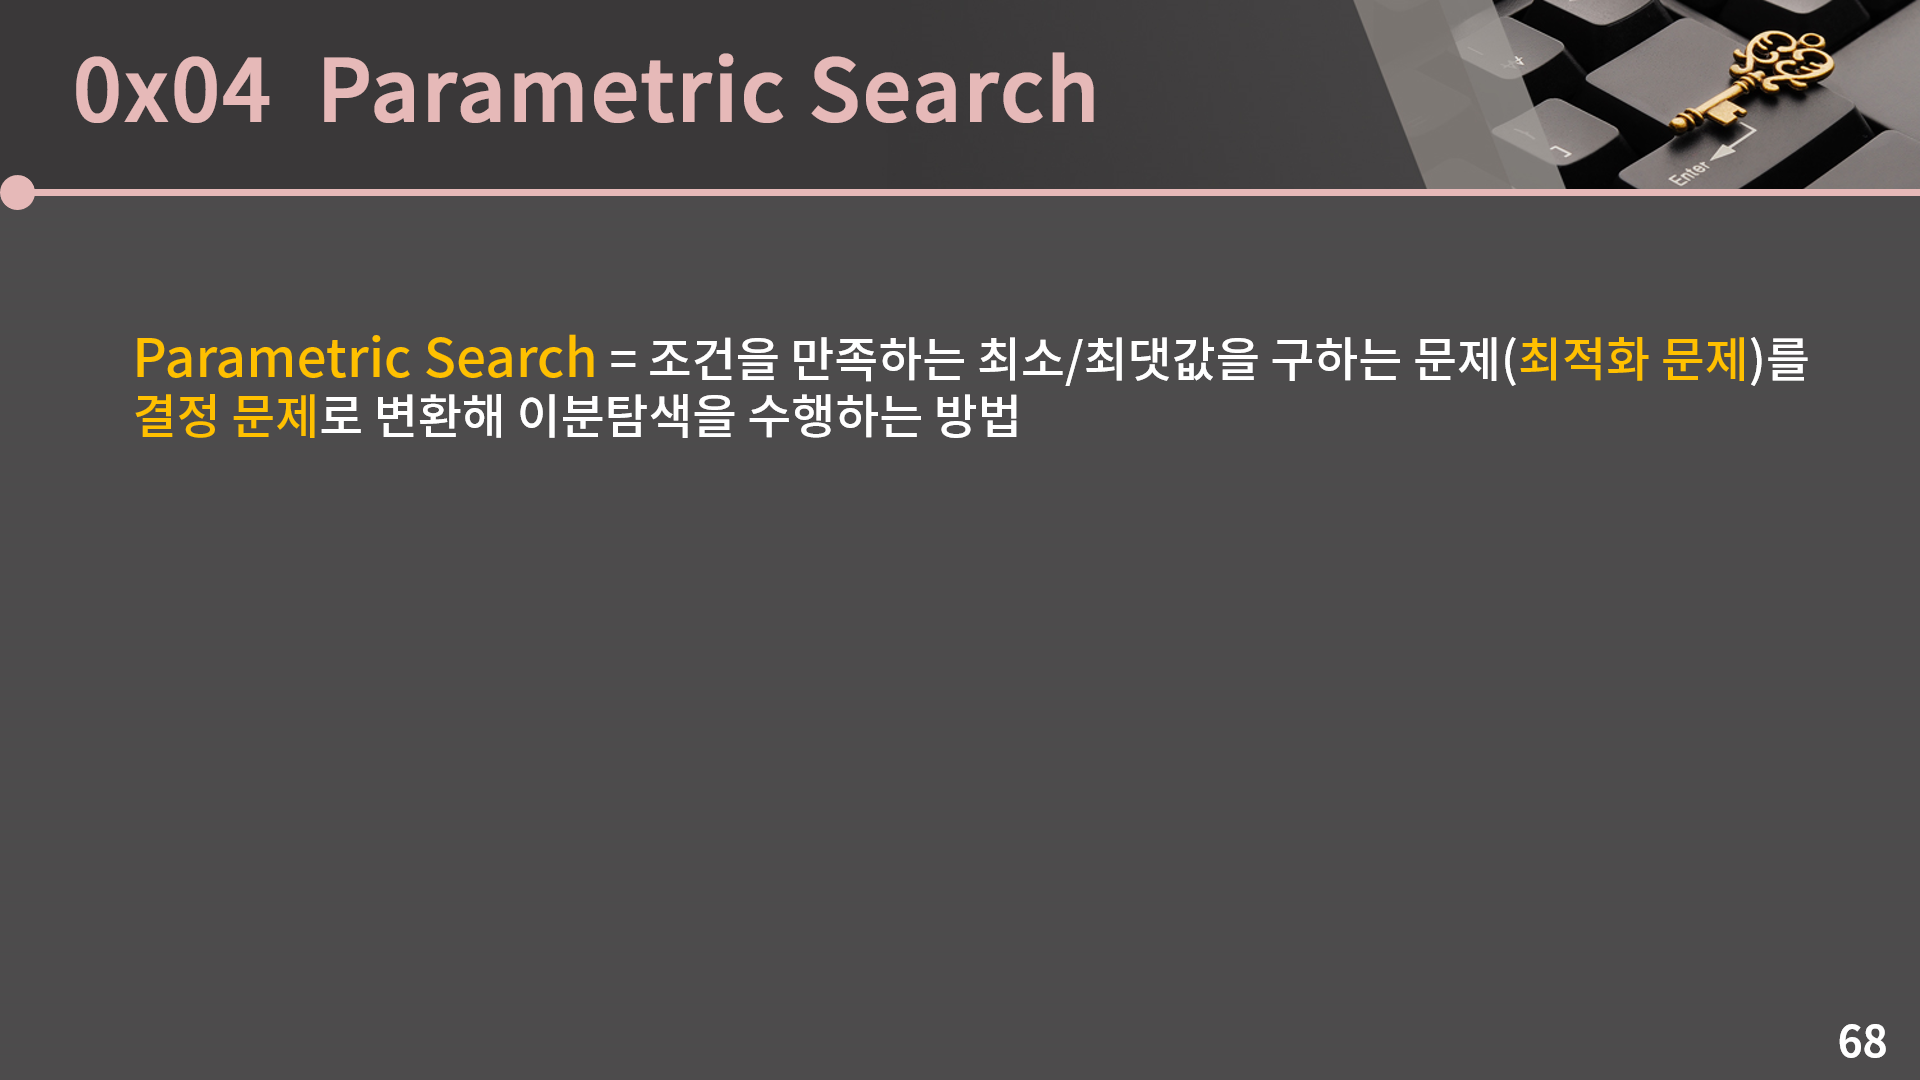 0x04 Parametric Search
Enter
Parametric Search = 조건을 만족하는 최소/최댓값을 구하는 문제(최적화 문제)를
결정 문제로 변환해 이분탐색을 수행하는 방법
68